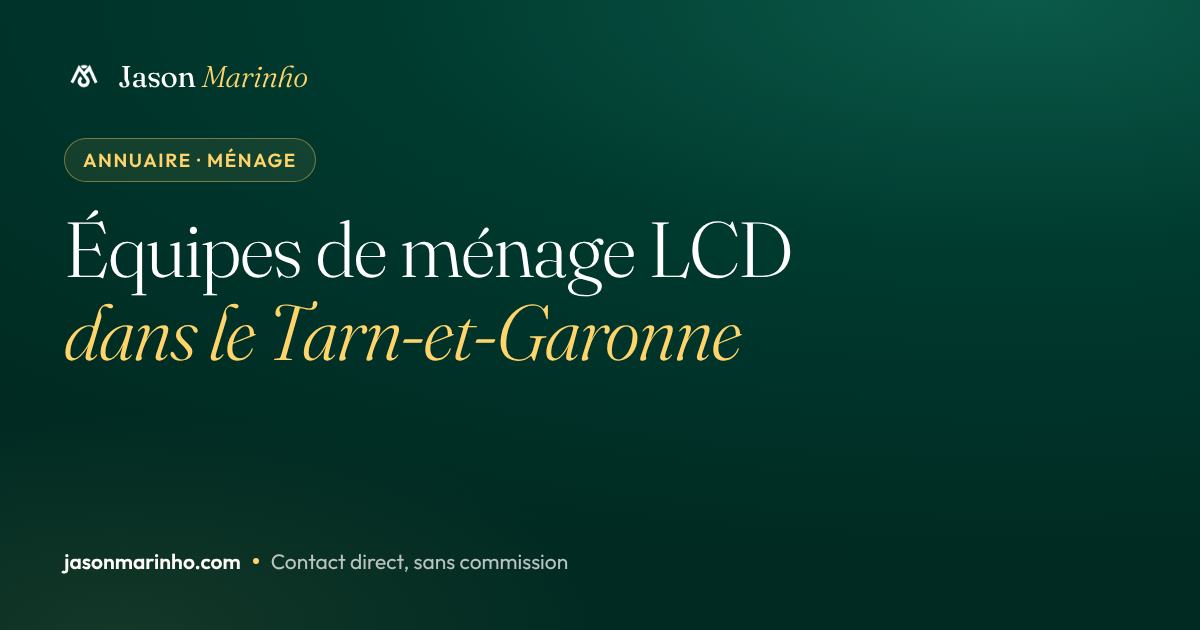 Jason Marinho
ANNUAIRE · MÉNAGE
Équipes de ménage LCD
dans le Tarn-et-Garonne
jasonmarinho.com • Contact direct, sans commission